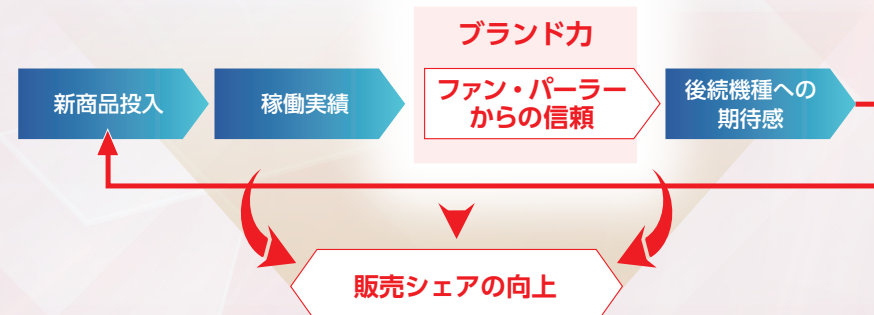 ブランド力
新商品投入
稼働実績
ファン・パーラー
からの信頼
後続機種への
期待感
販売シェアの向上